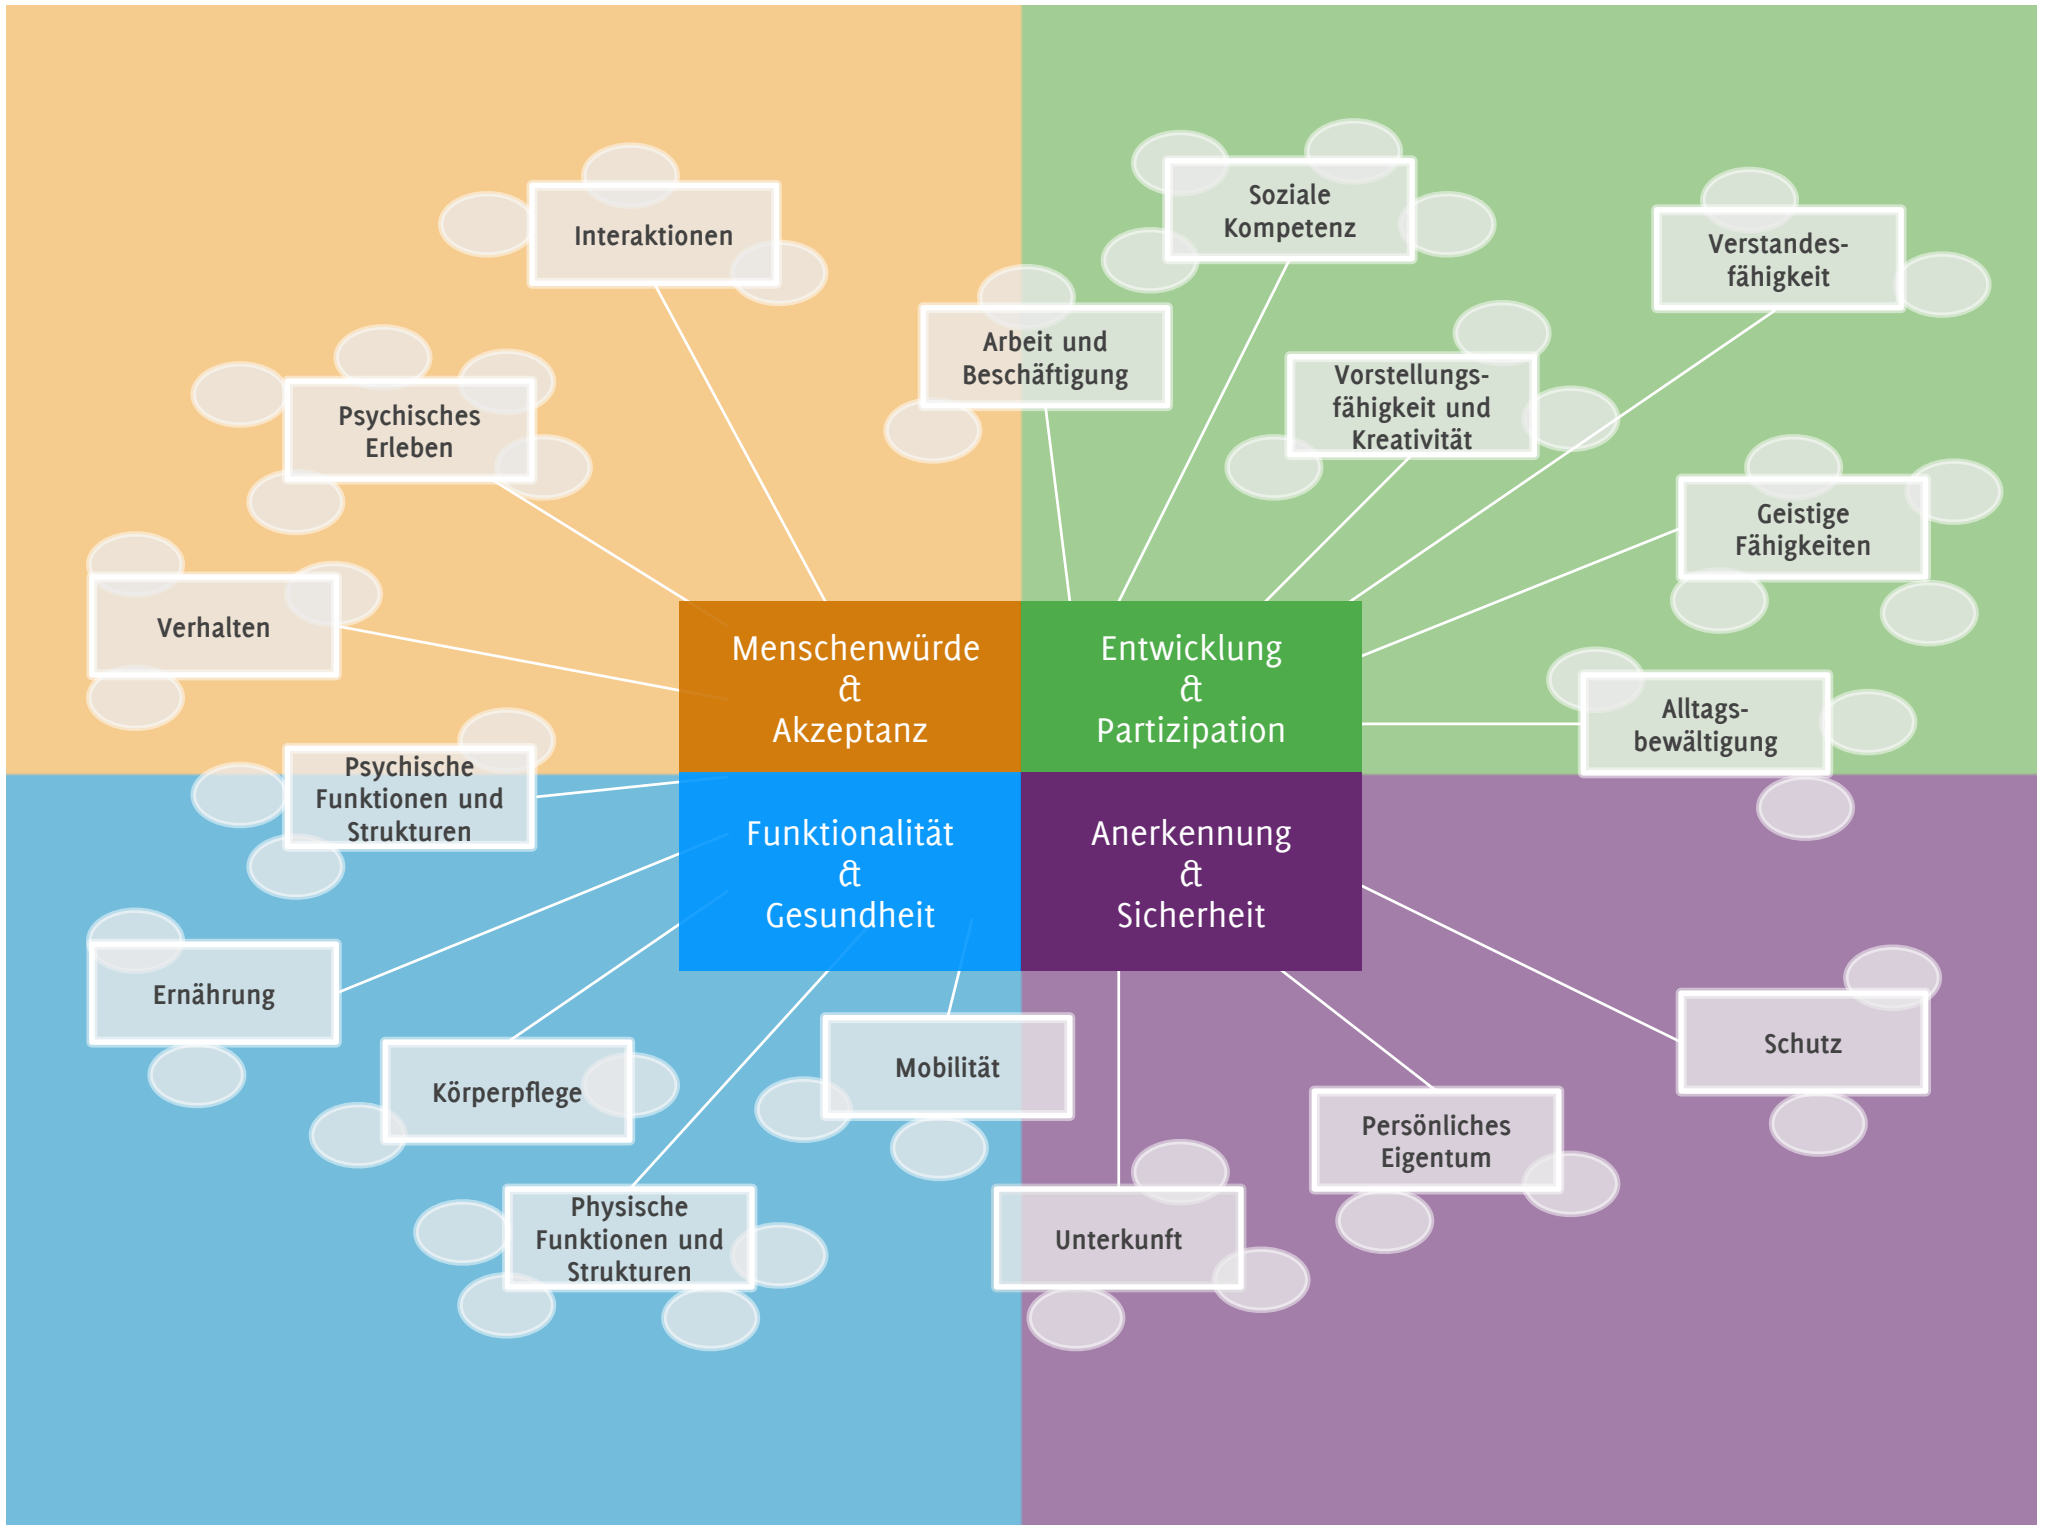 Interaktionen
Soziale
Kompetenz
Verstandes-
fähigkeit
Arbeit und
Beschäftigung
Vorstellungs-
fähigkeit und
Kreativität
Psychisches
Erleben
Geistige
Fähigkeiten
Verhalten
Menschenwürde
&
Akzeptanz
Entwicklung
&
Partizipation
Alltags-
bewältigung
Psychische
Funktionen und
Strukturen
Funktionalität
&
Gesundheit
Anerkennung
&
Sicherheit
Ernährung
Körperpflege
Mobilität
Schutz
Persönliches
Eigentum
Physische
Funktionen und
Strukturen
Unterkunft